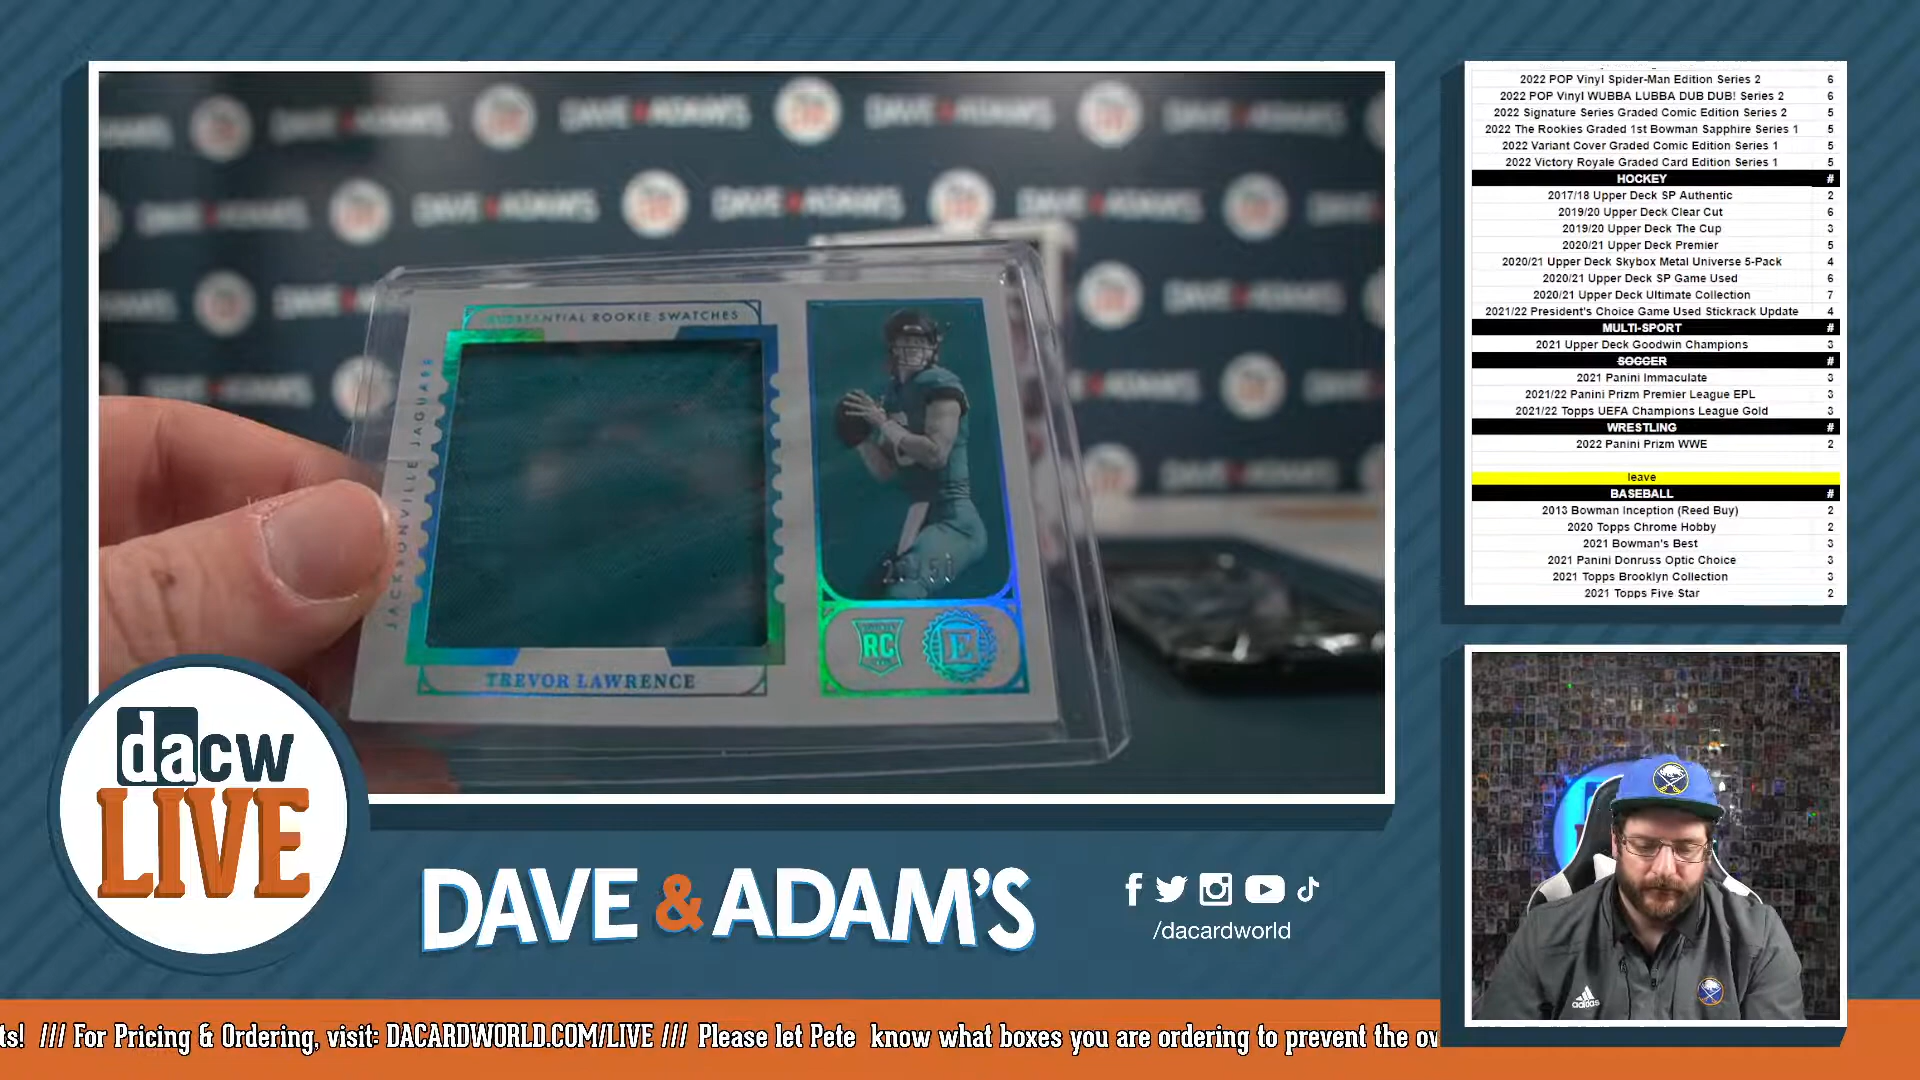 DAVE & ADAM'S
SUBSTANTIAL ROOKIE SWATCHES
JACKSONVILLE JAGUARS
TREVOR LAWRENCE
RC
E
2022 POP Vinyl Spider-Man Edition Series 2 6
2022 POP Vinyl WUBBA LUBBA DUB DUB! Series 2 6
2022 Signature Series Graded Comic Edition Series 2 5
2022 The Rookies Graded 1st Bowman Sapphire Series 1 5
2022 Variant Cover Graded Comic Edition Series 1 5
2022 Victory Royale Graded Card Edition Series 1 5
HOCKEY #
2017/18 Upper Deck SP Authentic 2
2019/20 Upper Deck Clear Cut 6
2019/20 Upper Deck The Cup 3
2020/21 Upper Deck Premier 5
2020/21 Upper Deck Skybox Metal Universe 5-Pack 4
2020/21 Upper Deck SP Game Used 6
2020/21 Upper Deck Ultimate Collection 7
2021/22 President's Choice Game Used Stickrack Update 4
MULTI-SPORT #
2021 Upper Deck Goodwin Champions 3
SOCCER #
2021 Panini Immaculate 3
2021/22 Panini Prizm Premier League EPL 3
2021/22 Topps UEFA Champions League Gold 3
WRESTLING #
2022 Panini Prizm WWE 2
leave
BASEBALL #
2013 Bowman Inception (Reed Buy) 2
2020 Topps Chrome Hobby 2
2021 Bowman's Best 3
2021 Panini Donruss Optic Choice 3
2021 Topps Brooklyn Collection 3
2021 Topps Five Star 2
dacw
LIVE
DAVE & ADAM'S
/dacardworld
adidas
ts! /// For Pricing & Ordering, visit: DACARDWORLD.COM/LIVE /// Please let Pete know what boxes you are ordering to prevent the ov